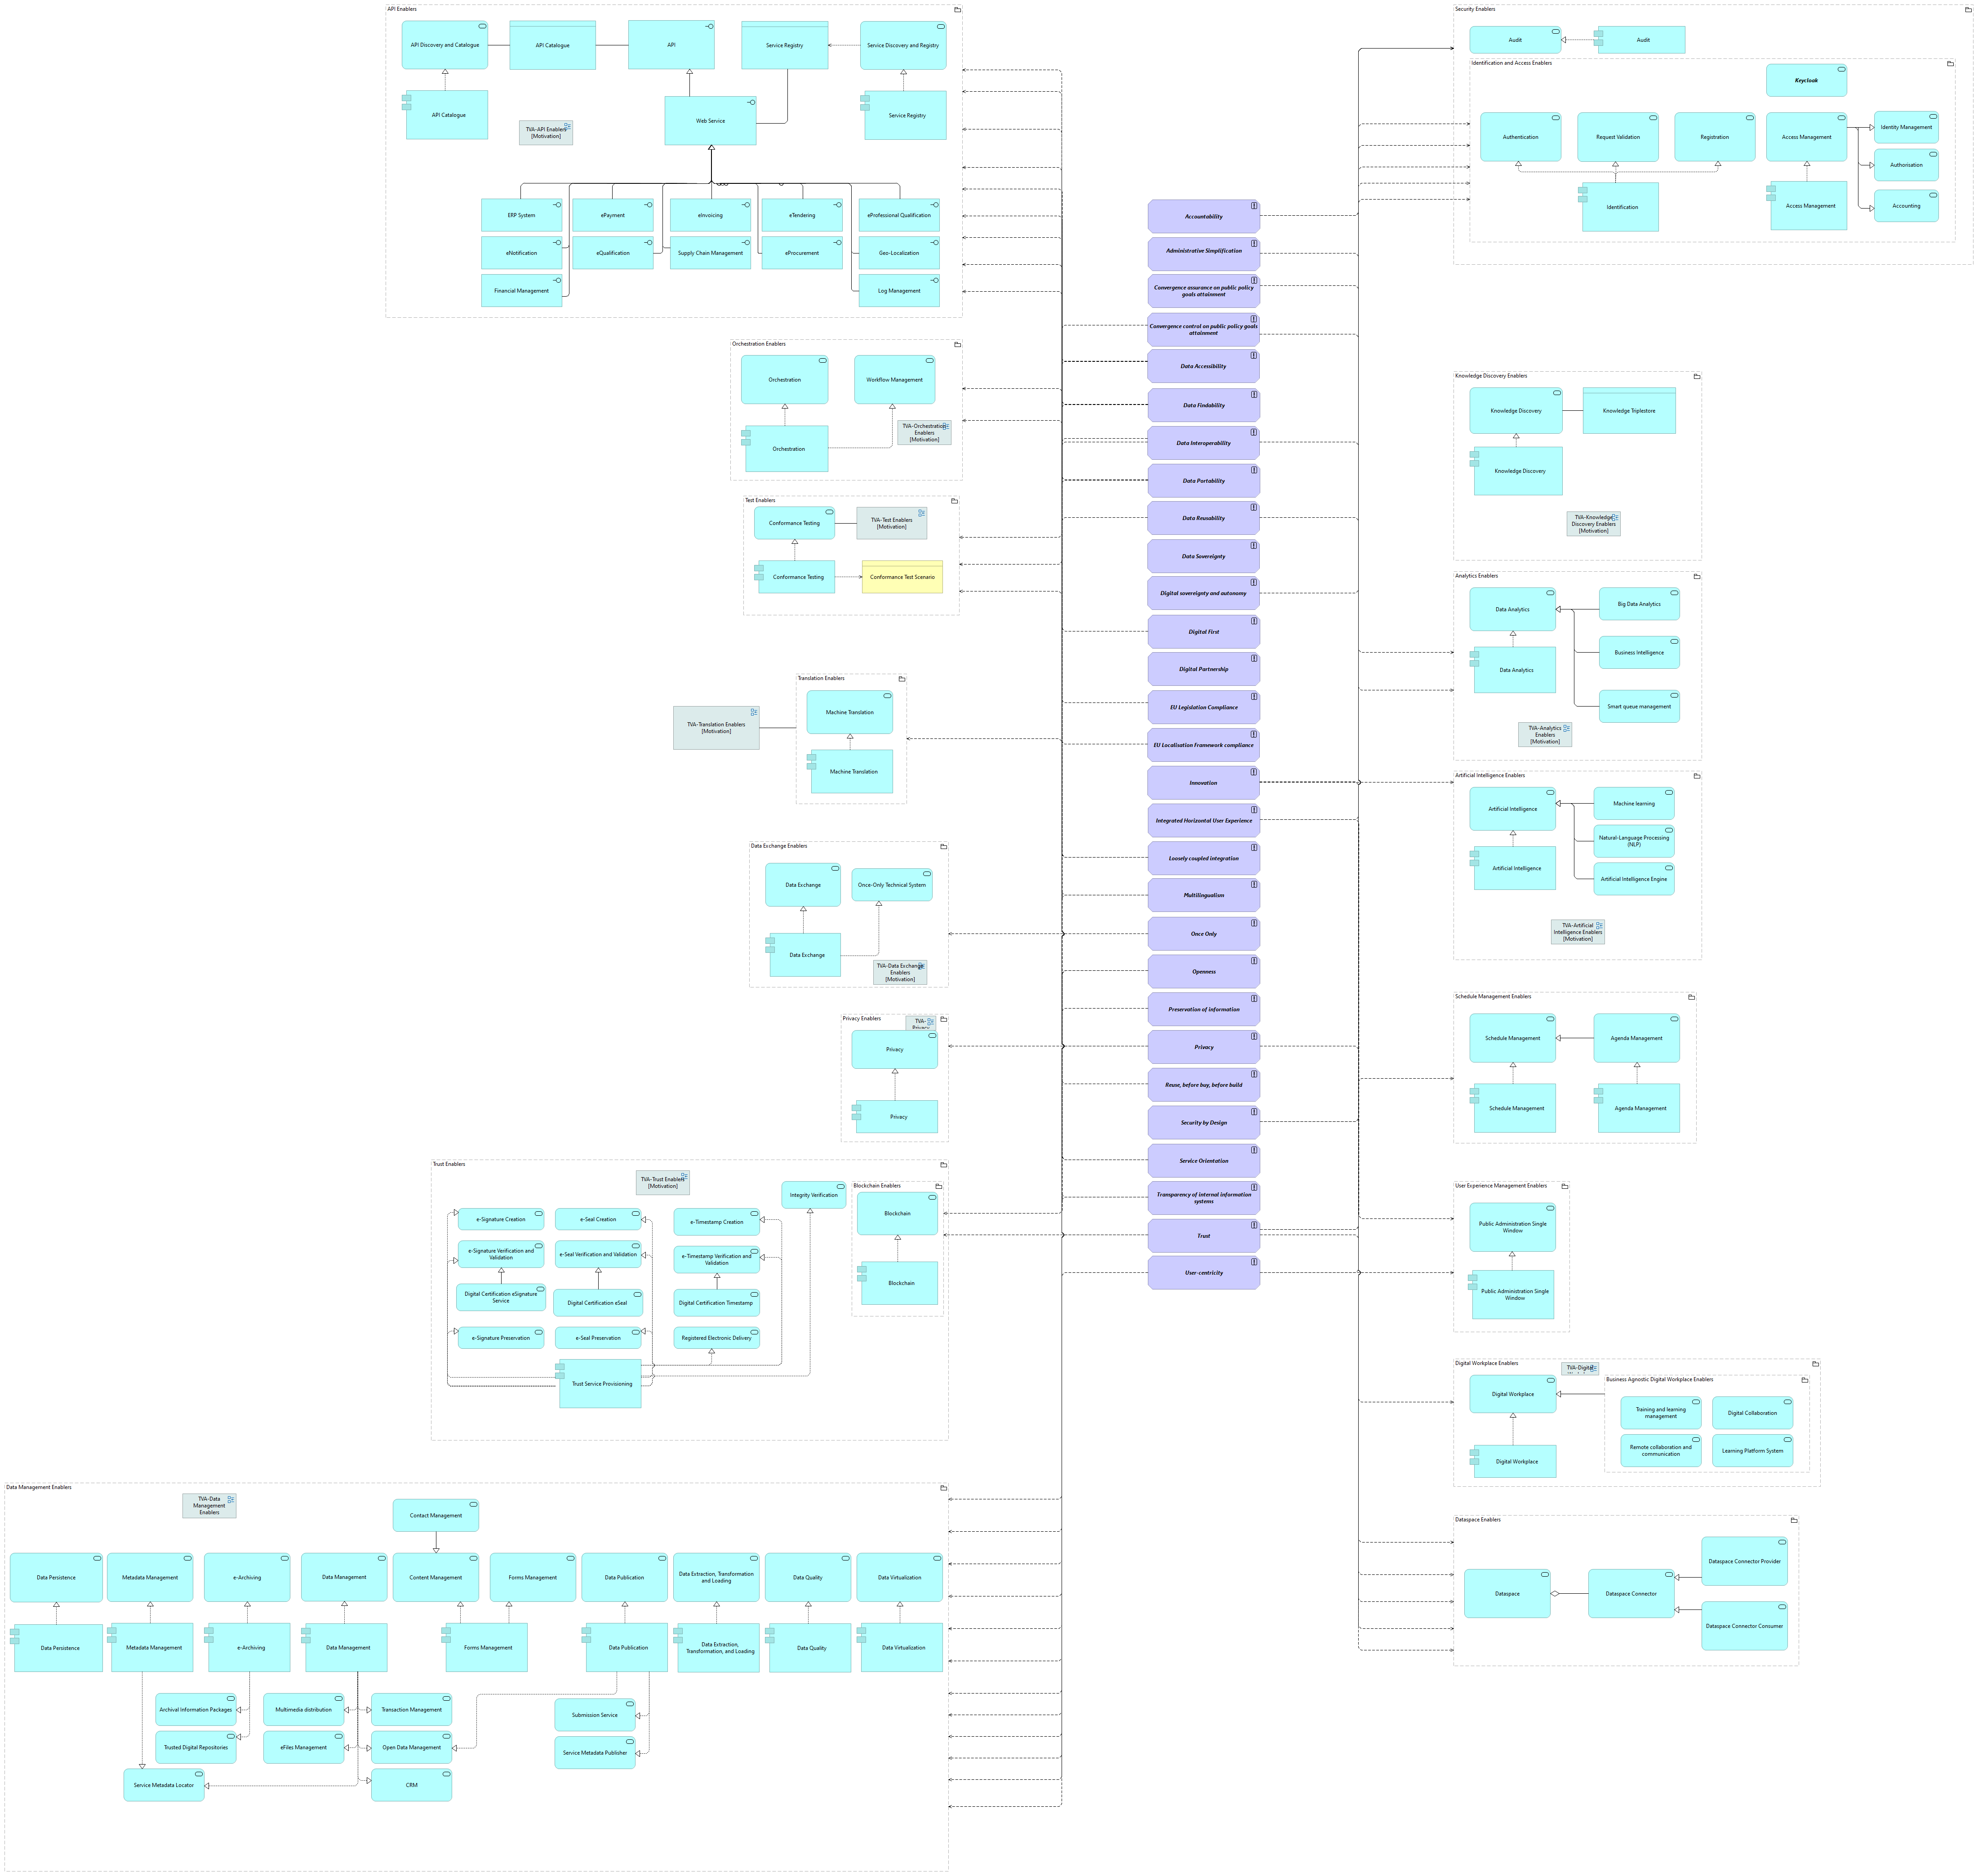 API Enablers
API Discovery and Catalogue
API Catalogue
API
Service Registry
Service Discovery and Registry
API Catalogue
TVA-API Enablers
[Motivation]
Web Service
Service Registry
ERP System
ePayment
eInvoicing
eTendering
eProfessional Qualification
eNotification
eQualification
Supply Chain Management
eProcurement
Geo-Localization
Financial Management
Log Management
Orchestration Enablers
Orchestration
Workflow Management
TVA-Orchestration
Enablers
[Motivation]
Orchestration
Test Enablers
Conformance Testing
TVA-Test Enablers
[Motivation]
Conformance Testing
Conformance Test Scenario
Translation Enablers
Machine Translation
TVA-Translation Enablers
[Motivation]
Machine Translation
Data Exchange Enablers
Data Exchange
Once-Only Technical System
Data Exchange
TVA-Data Exchange
Enablers
[Motivation]
Privacy Enablers
TVA-
Privacy
Privacy
Privacy
Trust Enablers
TVA-Trust Enablers
[Motivation]
Integrity Verification
Blockchain Enablers
e-Signature Creation
e-Seal Creation
e-Timestamp Creation
Blockchain
e-Signature Verification and
Validation
e-Seal Verification and Validation
e-Timestamp Verification and
Validation
Digital Certification eSignature
Service
Digital Certification eSeal
Digital Certification Timestamp
Blockchain
e-Signature Preservation
e-Seal Preservation
Registered Electronic Delivery
Trust Service Provisioning
Data Management Enablers
TVA-Data
Management
Enablers
Contact Management
Data Persistence
Metadata Management
e-Archiving
Data Management
Content Management
Forms Management
Data Publication
Data Extraction, Transformation
and Loading
Data Quality
Data Virtualization
Data Persistence
Metadata Management
e-Archiving
Data Management
Forms Management
Data Publication
Data Extraction,
Transformation, and Loading
Data Quality
Data Virtualization
Archival Information Packages
Multimedia distribution
Transaction Management
Submission Service
Trusted Digital Repositories
eFiles Management
Open Data Management
Service Metadata Publisher
Service Metadata Locator
CRM
Accountability
Administrative Simplification
Convergence assurance on public policy
goals attainment
Convergence control on public policy goals
attainment
Data Accessibility
Data Findability
Data Interoperability
Data Portability
Data Reusability
Data Sovereignty
Digital sovereignty and autonomy
Digital First
Digital Partnership
EU Legislation Compliance
EU Localisation Framework compliance
Innovation
Integrated Horizontal User Experience
Loosely coupled integration
Multilingualism
Once Only
Openness
Preservation of information
Privacy
Reuse, before buy, before build
Security by Design
Service Orientation
Transparency of internal information
systems
Trust
User-centricity
Security Enablers
Audit
Audit
Identification and Access Enablers
Keycloak
Authentication
Request Validation
Registration
Access Management
Identity Management
Authorisation
Identification
Access Management
Accounting
Knowledge Discovery Enablers
Knowledge Discovery
Knowledge Triplestore
Knowledge Discovery
TVA-Knowledge
Discovery Enablers
[Motivation]
Analytics Enablers
Data Analytics
Big Data Analytics
Business Intelligence
Data Analytics
Smart queue management
TVA-Analytics
Enablers
[Motivation]
Artificial Intelligence Enablers
Artificial Intelligence
Machine learning
Natural-Language Processing
(NLP)
Artificial Intelligence
Artificial Intelligence Engine
TVA-Artificial
Intelligence Enablers
[Motivation]
Schedule Management Enablers
Schedule Management
Agenda Management
Schedule Management
Agenda Management
User Experience Management Enablers
Public Administration Single
Window
Public Administration Single
Window
Digital Workplace Enablers
TVA-Digital
Digital Workplace
Business Agnostic Digital Workplace Enablers
Training and learning
management
Digital Collaboration
Remote collaboration and
communication
Learning Platform System
Digital Workplace
Dataspace Enablers
Dataspace Connector Provider
Dataspace
Dataspace Connector
Dataspace Connector Consumer